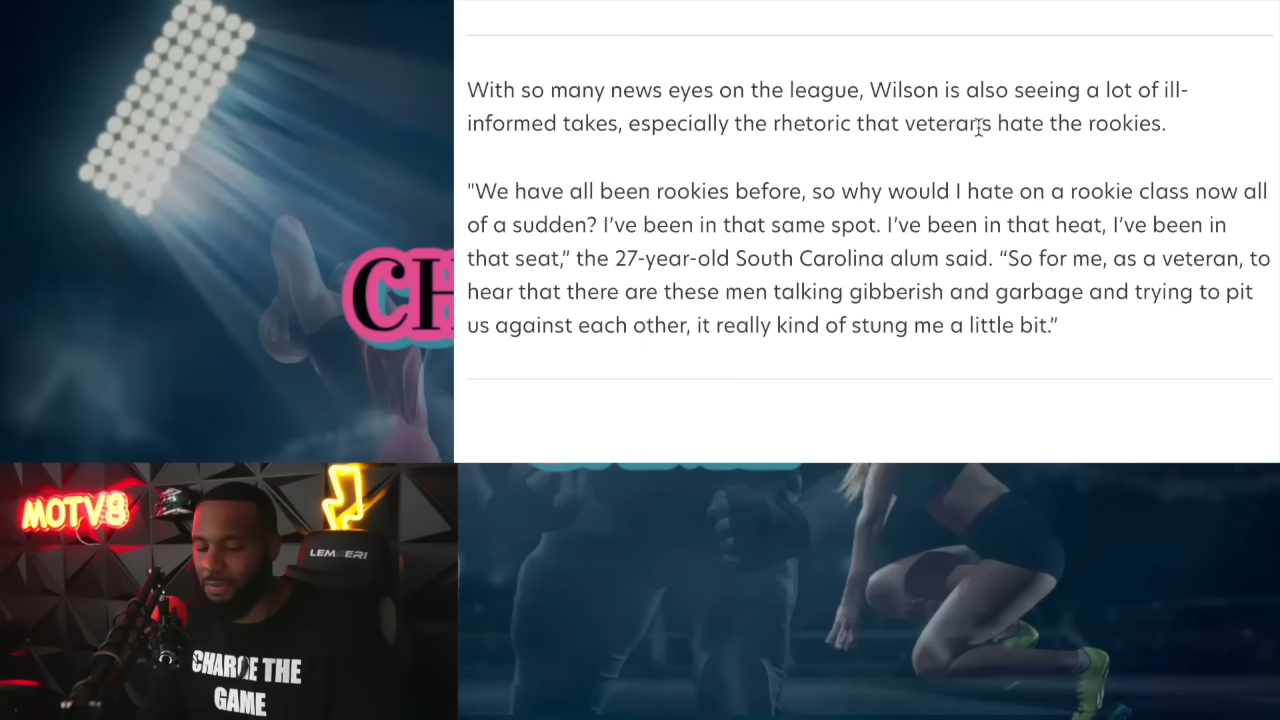 With so many news eyes on the league, Wilson is also seeing a lot of ill-
informed takes, especially the rhetoric that veterans hate the rookies.
"We have all been rookies before, so why would I hate on a rookie class now all
of a sudden? I’ve been in that same spot. I’ve been in that heat, I’ve been in
that seat,” the 27-year-old South Carolina alum said. “So for me, as a veteran, to
hear that there are these men talking gibberish and garbage and trying to pit
us against each other, it really kind of stung me a little bit.”
CH
MOTV8
CHARGE THE
GAME